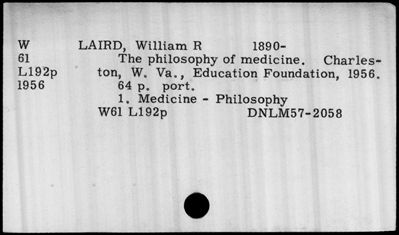 W LAIRD, William R 1890-
61 The philosophy of medicine. Charles-
L192p ton, W. Va., Education Foundation, 1956.
1956 64 p. port.
1. Medicine - Philosophy
W61 L192p DNLM57-2058